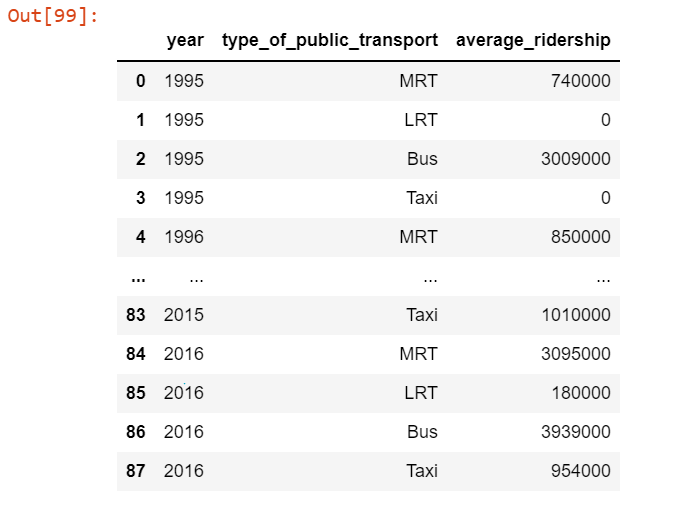 Out[99]:
year type_of_public_transport average_ridership
0 1995 MRT 740000
1 1995 LRT 0
2 1995 Bus 3009000
3 1995 Taxi 0
4 1996 MRT 850000
... ... ... ...
83 2015 Taxi 1010000
84 2016 MRT 3095000
85 2016 LRT 180000
86 2016 Bus 3939000
87 2016 Taxi 954000